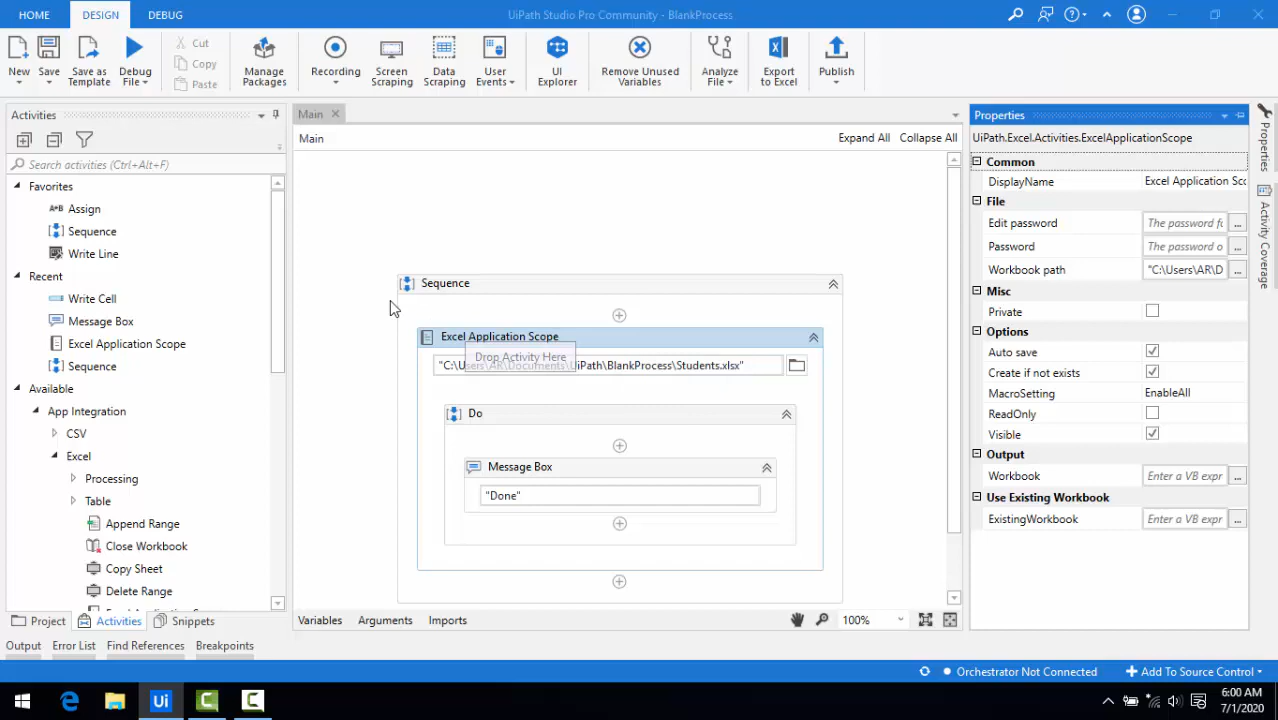 HOME DESIGN DEBUG UiPath Studio Pro Community - BlankProcess
New Save Save as Template Debug File Cut Copy Paste Manage Packages Recording Screen Scraping Data Scraping User Events UI Explorer Remove Unused Variables Analyze File Export to Excel Publish
Activities
Search activities (Ctrl+Alt+F)
Favorites
A*B Assign
Sequence
Write Line
Recent
Write Cell
Message Box
Excel Application Scope
Sequence
Available
App Integration
CSV
Excel
Processing
Table
Append Range
Close Workbook
Copy Sheet
Delete Range
Project Activities Snippets
Main
Main Expand All Collapse All
Sequence
Excel Application Scope
Drop Activity Here
"C:\Users\AR\Documents\UiPath\BlankProcess\Students.xlsx"
Do
Message Box
"Done"
Variables Arguments Imports 100%
Properties
UiPath.Excel.Activities.ExcelApplicationScope
Common
DisplayName Excel Application Sco
File
Edit password The password fo ...
Password The password o ...
Workbook path "C:\Users\AR\D ...
Misc
Private
Options
Auto save
Create if not exists
MacroSetting EnableAll
ReadOnly
Visible
Output
Workbook Enter a VB expr ...
Use Existing Workbook
ExistingWorkbook Enter a VB expr ...
Properties
Activity Coverage
Output Error List Find References Breakpoints
Orchestrator Not Connected Add To Source Control
Ui C C 6:00 AM
7/1/2020